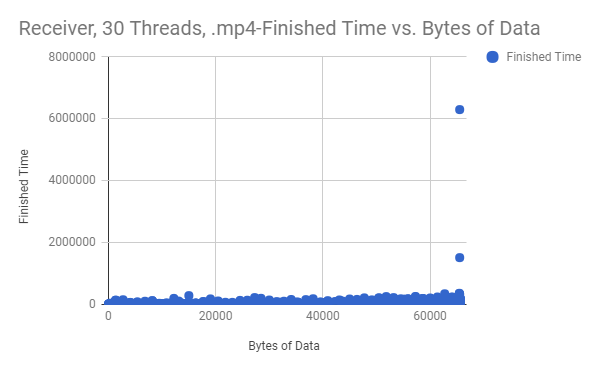 Receiver, 30 Threads, .mp4-Finished Time vs. Bytes of Data
Finished Time
8000000
6000000
4000000
2000000
0
Finished Time
0 20000 40000 60000
Bytes of Data